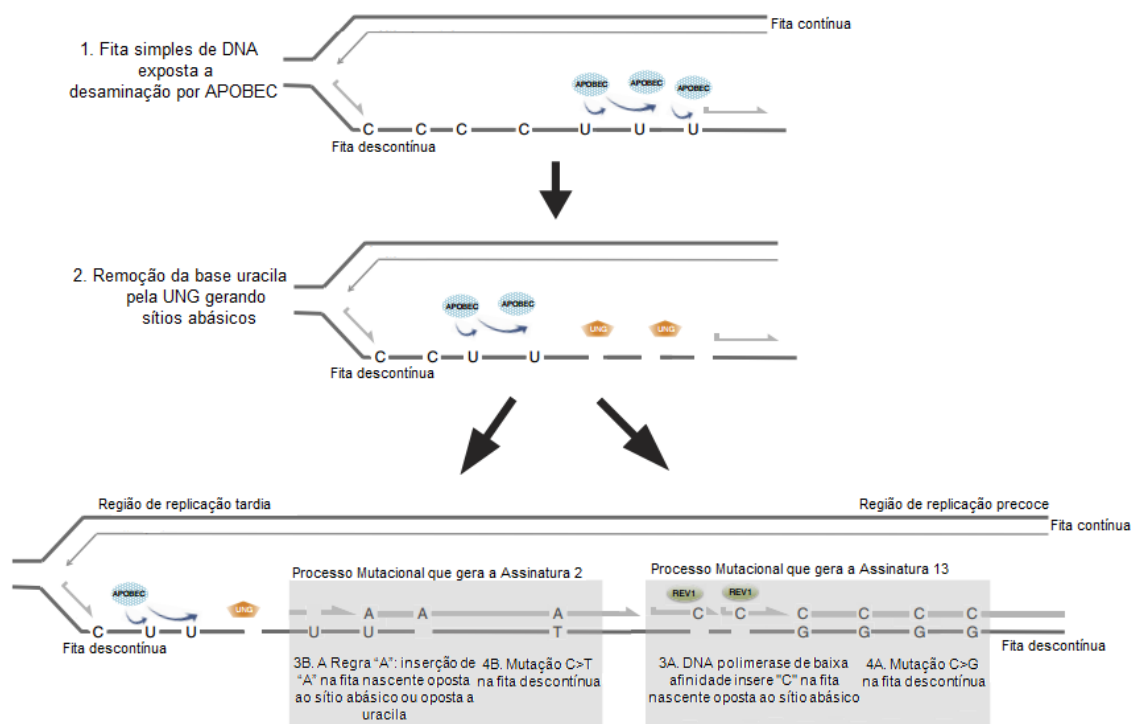 Fita contínua
1. Fita simples de DNA
exposta a
desaminação por APOBEC
APOBEC
APOBEC
APOBEC
C C C C U U U
Fita descontínua
2. Remoção da base uracila
pela UNG gerando
sítios abásicos
APOBEC
APOBEC
UNG
UNG
C C U U
Fita descontínua
Região de replicação tardia
Região de replicação precoce
Fita contínua
Processo Mutacional que gera a Assinatura 2
Processo Mutacional que gera a Assinatura 13
APOBEC
UNG
REV1
REV1
A A A C C C C C C
C U U U U T G G G G
Fita descontínua
Fita descontínua
3B. A Regra “A”: inserção de
“A” na fita nascente oposta
ao sítio abásico ou oposta a
uracila
4B. Mutação C>T
na fita descontínua
3A. DNA polimerase de baixa
afinidade insere "C" na fita
nascente oposta ao sítio abásico
4A. Mutação C>G
na fita descontínua